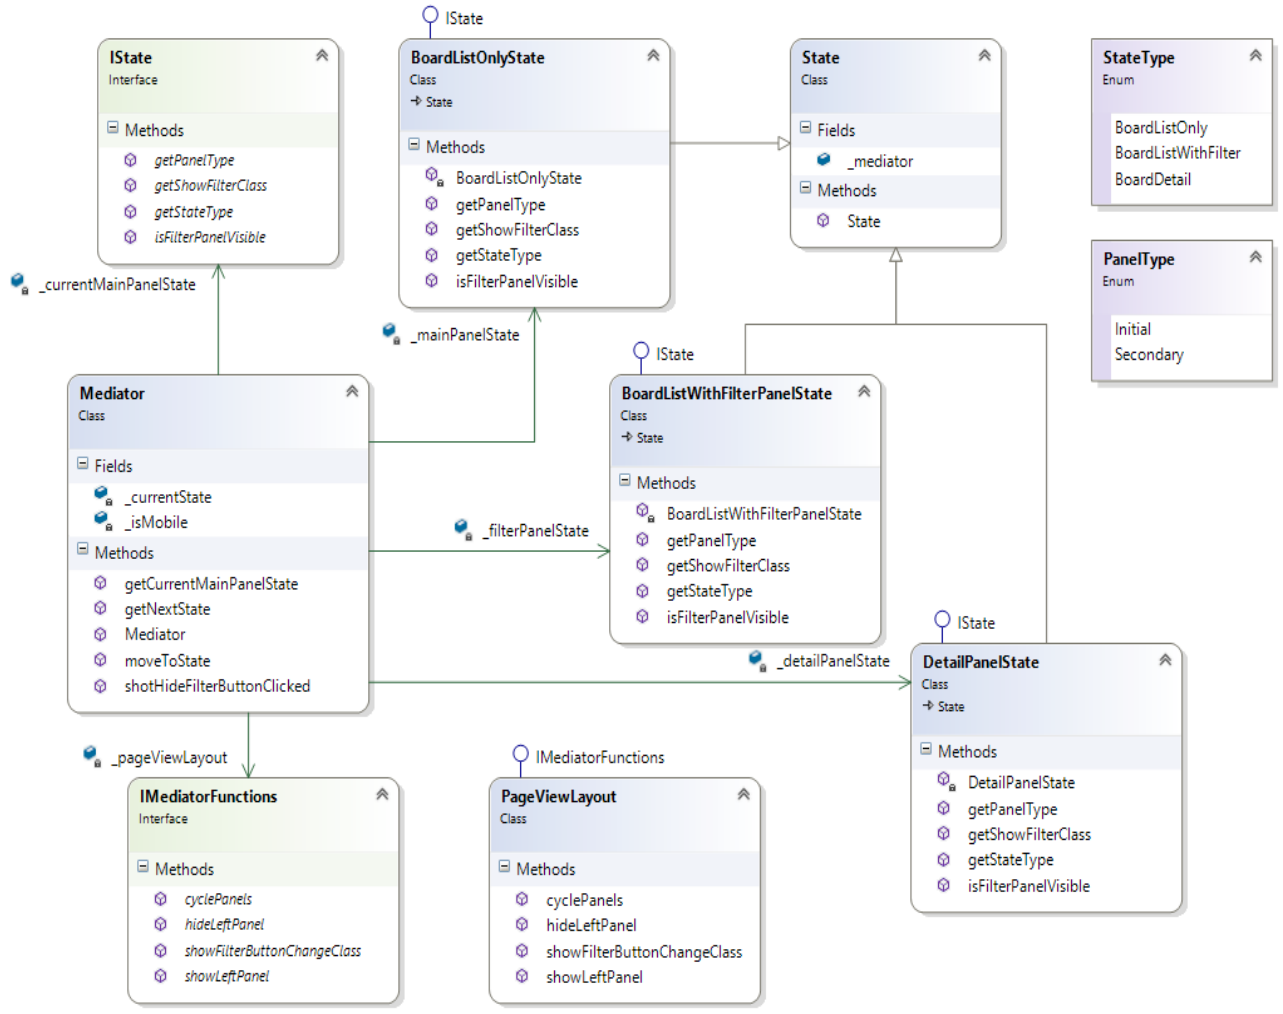 IState
Interface
Methods
getPanelType
getShowFilterClass
getStateType
isFilterPanelVisible
IState
BoardListOnlyState
Class
State
Methods
BoardListOnlyState
getPanelType
getShowFilterClass
getStateType
isFilterPanelVisible
State
Class
Fields
_mediator
Methods
State
StateType
Enum
BoardListOnly
BoardListWithFilter
BoardDetail
PanelType
Enum
Initial
Secondary
_currentMainPanelState
_mainPanelState
Mediator
Class
Fields
_currentState
_isMobile
Methods
getCurrentMainPanelState
getNextState
Mediator
moveToState
shotHideFilterButtonClicked
_filterPanelState
IState
BoardListWithFilterPanelState
Class
State
Methods
BoardListWithFilterPanelState
getPanelType
getShowFilterClass
getStateType
isFilterPanelVisible
_detailPanelState
IState
DetailPanelState
Class
State
Methods
DetailPanelState
getPanelType
getShowFilterClass
getStateType
isFilterPanelVisible
_pageViewLayout
IMediatorFunctions
Interface
Methods
cyclePanels
hideLeftPanel
showFilterButtonChangeClass
showLeftPanel
IMediatorFunctions
PageViewLayout
Class
Methods
cyclePanels
hideLeftPanel
showFilterButtonChangeClass
showLeftPanel